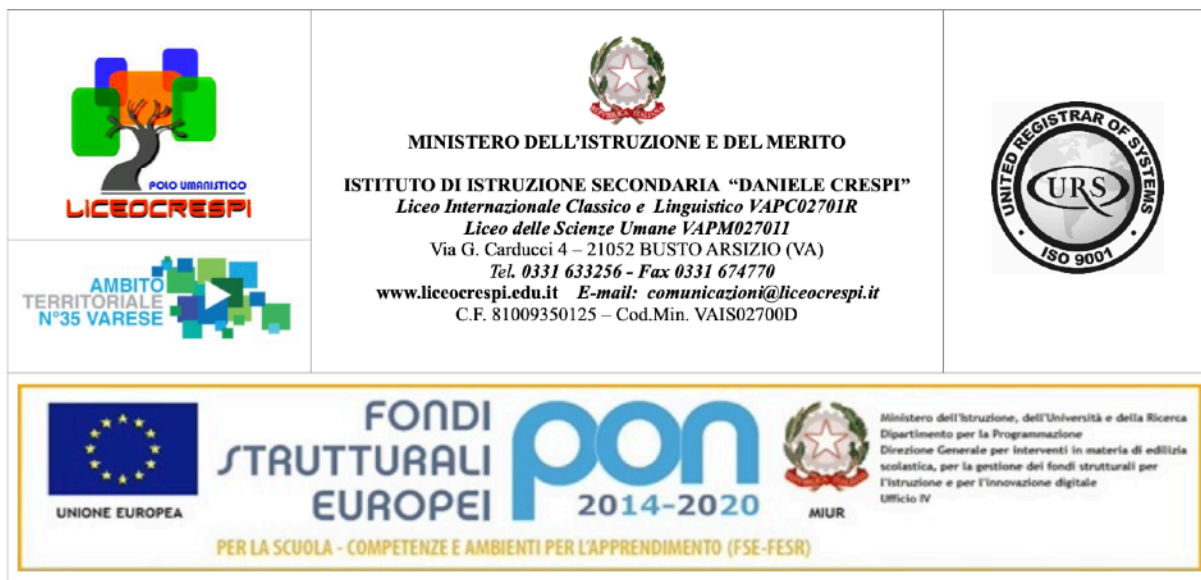 POLO UMANISTICO
LICEOCRESPI
AMBITO
TERRITORIALE
N°35 VARESE
REPUBBLICA ITALIANA
MINISTERO DELL'ISTRUZIONE E DEL MERITO
ISTITUTO DI ISTRUZIONE SECONDARIA “DANIELE CRESPI”
Liceo Internazionale Classico e Linguistico VAPC02701R
Liceo delle Scienze Umane VAPM027011
Via G. Carducci 4 – 21052 BUSTO ARSIZIO (VA)
Tel. 0331 633256 - Fax 0331 674770
www.liceocrespi.edu.it E-mail: comunicazioni@liceocrespi.it
C.F. 81009350125 – Cod.Min. VAIS02700D
UNITED REGISTRAR OF SYSTEMS
URS
ISO 9001
UNIONE EUROPEA
FONDI
STRUTTURALI
EUROPEI
pon
2014-2020
MIUR
Ministero dell'Istruzione, dell'Università e della Ricerca
Dipartimento per la Programmazione
Direzione Generale per interventi in materia di edilizia
scolastica, per la gestione dei fondi strutturali per
l'istruzione e per l'innovazione digitale
Ufficio IV
PER LA SCUOLA - COMPETENZE E AMBIENTI PER L'APPRENDIMENTO (FSE-FESR)